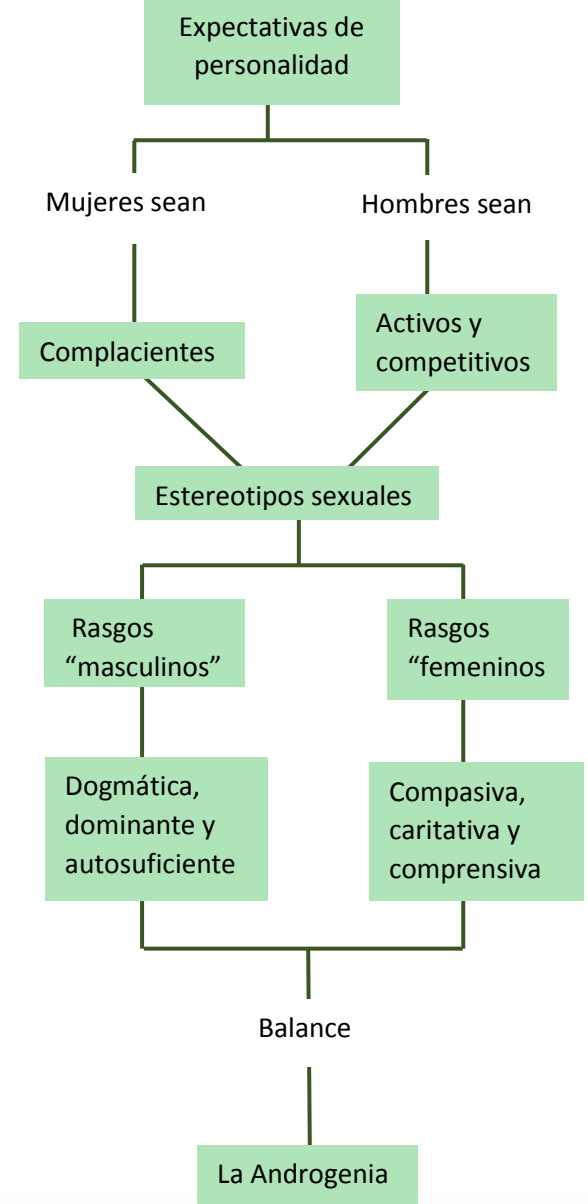 Expectativas de
personalidad
Mujeres sean
Hombres sean
Complacientes
Activos y
competitivos
Estereotipos sexuales
Rasgos
“masculinos”
Rasgos
“femeninos
Dogmática,
dominante y
autosuficiente
Compasiva,
caritativa y
comprensiva
Balance
La Androgenia